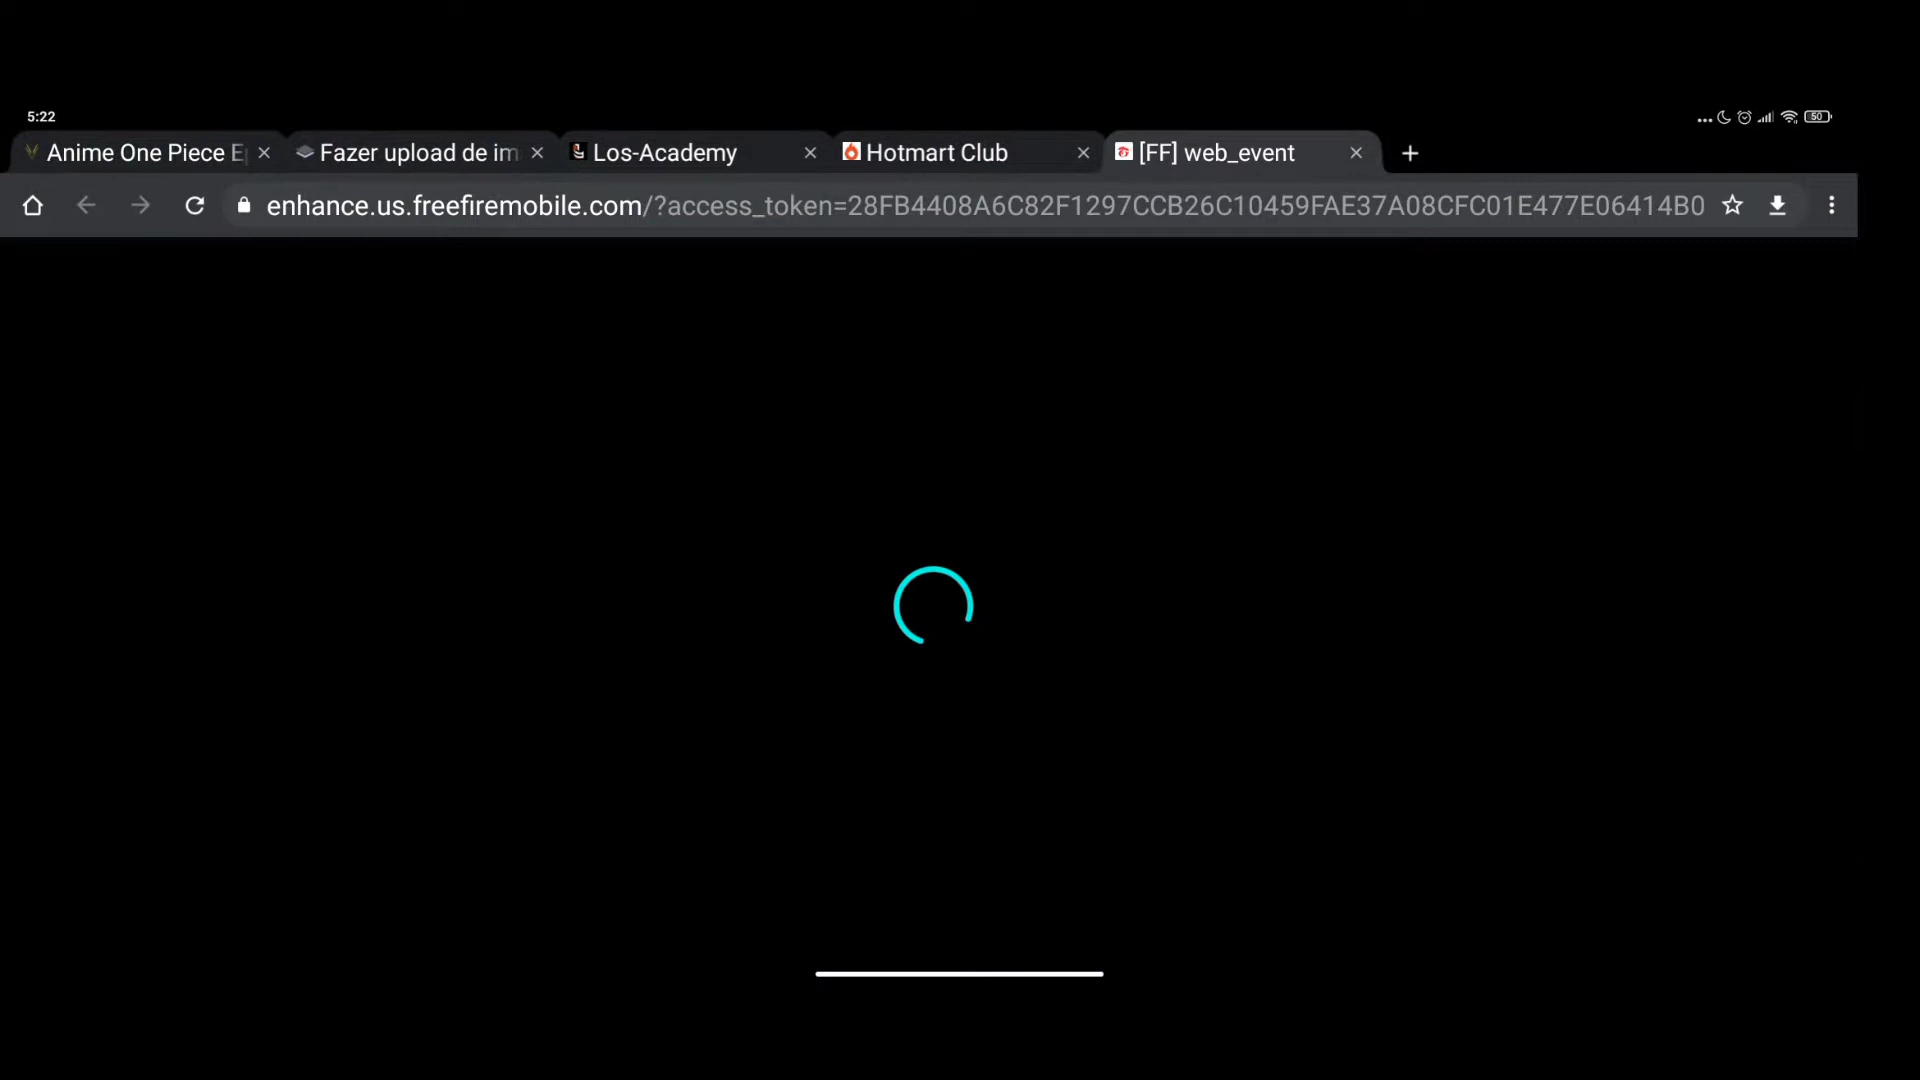 5:22
50
Anime One Piece E
Fazer upload de im
Los-Academy
Hotmart Club
[FF] web_event
enhance.us.freefiremobile.com/?access_token=28FB4408A6C82F1297CCB26C10459FAE37A08CFC01E477E06414B0